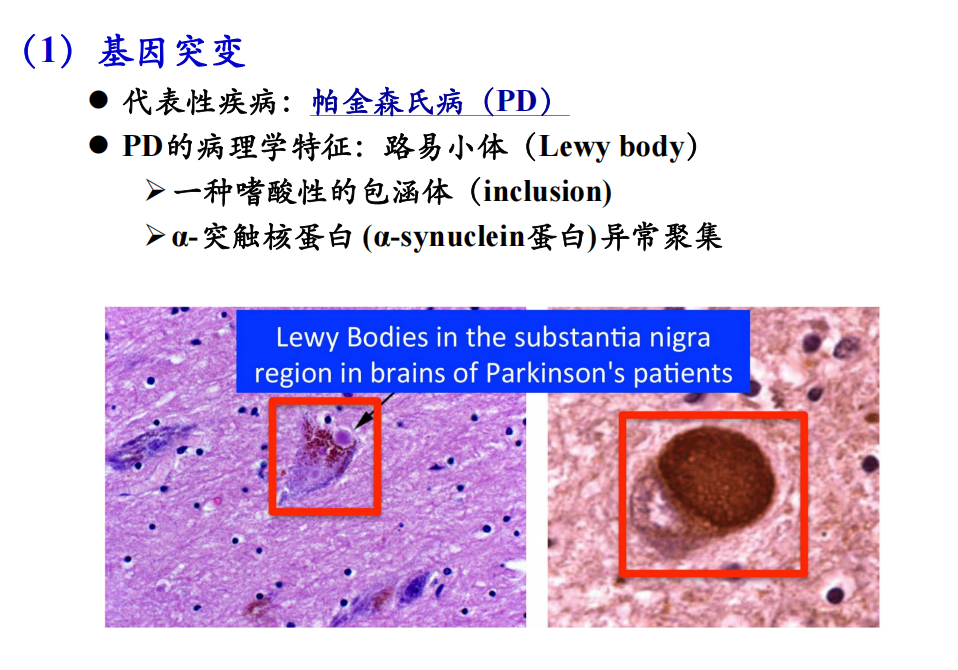 （1）基因突变
● 代表性疾病：帕金森氏病（PD）
● PD的病理学特征：路易小体（Lewy body）
➢一种嗜酸性的包涵体（inclusion)
➢α-突触核蛋白 (α-synuclein蛋白)异常聚集
Lewy Bodies in the substantia nigra
region in brains of Parkinson's patients